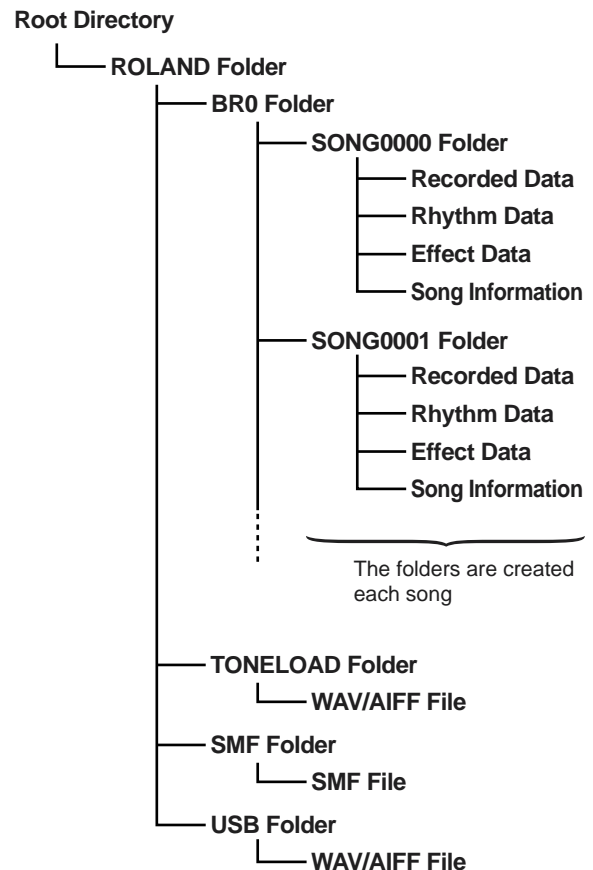 Root Directory
ROLAND Folder
BR0 Folder
SONG0000 Folder
Recorded Data
Rhythm Data
Effect Data
Song Information
SONG0001 Folder
Recorded Data
Rhythm Data
Effect Data
Song Information
The folders are created
each song
TONELOAD Folder
WAV/AIFF File
SMF Folder
SMF File
USB Folder
WAV/AIFF File